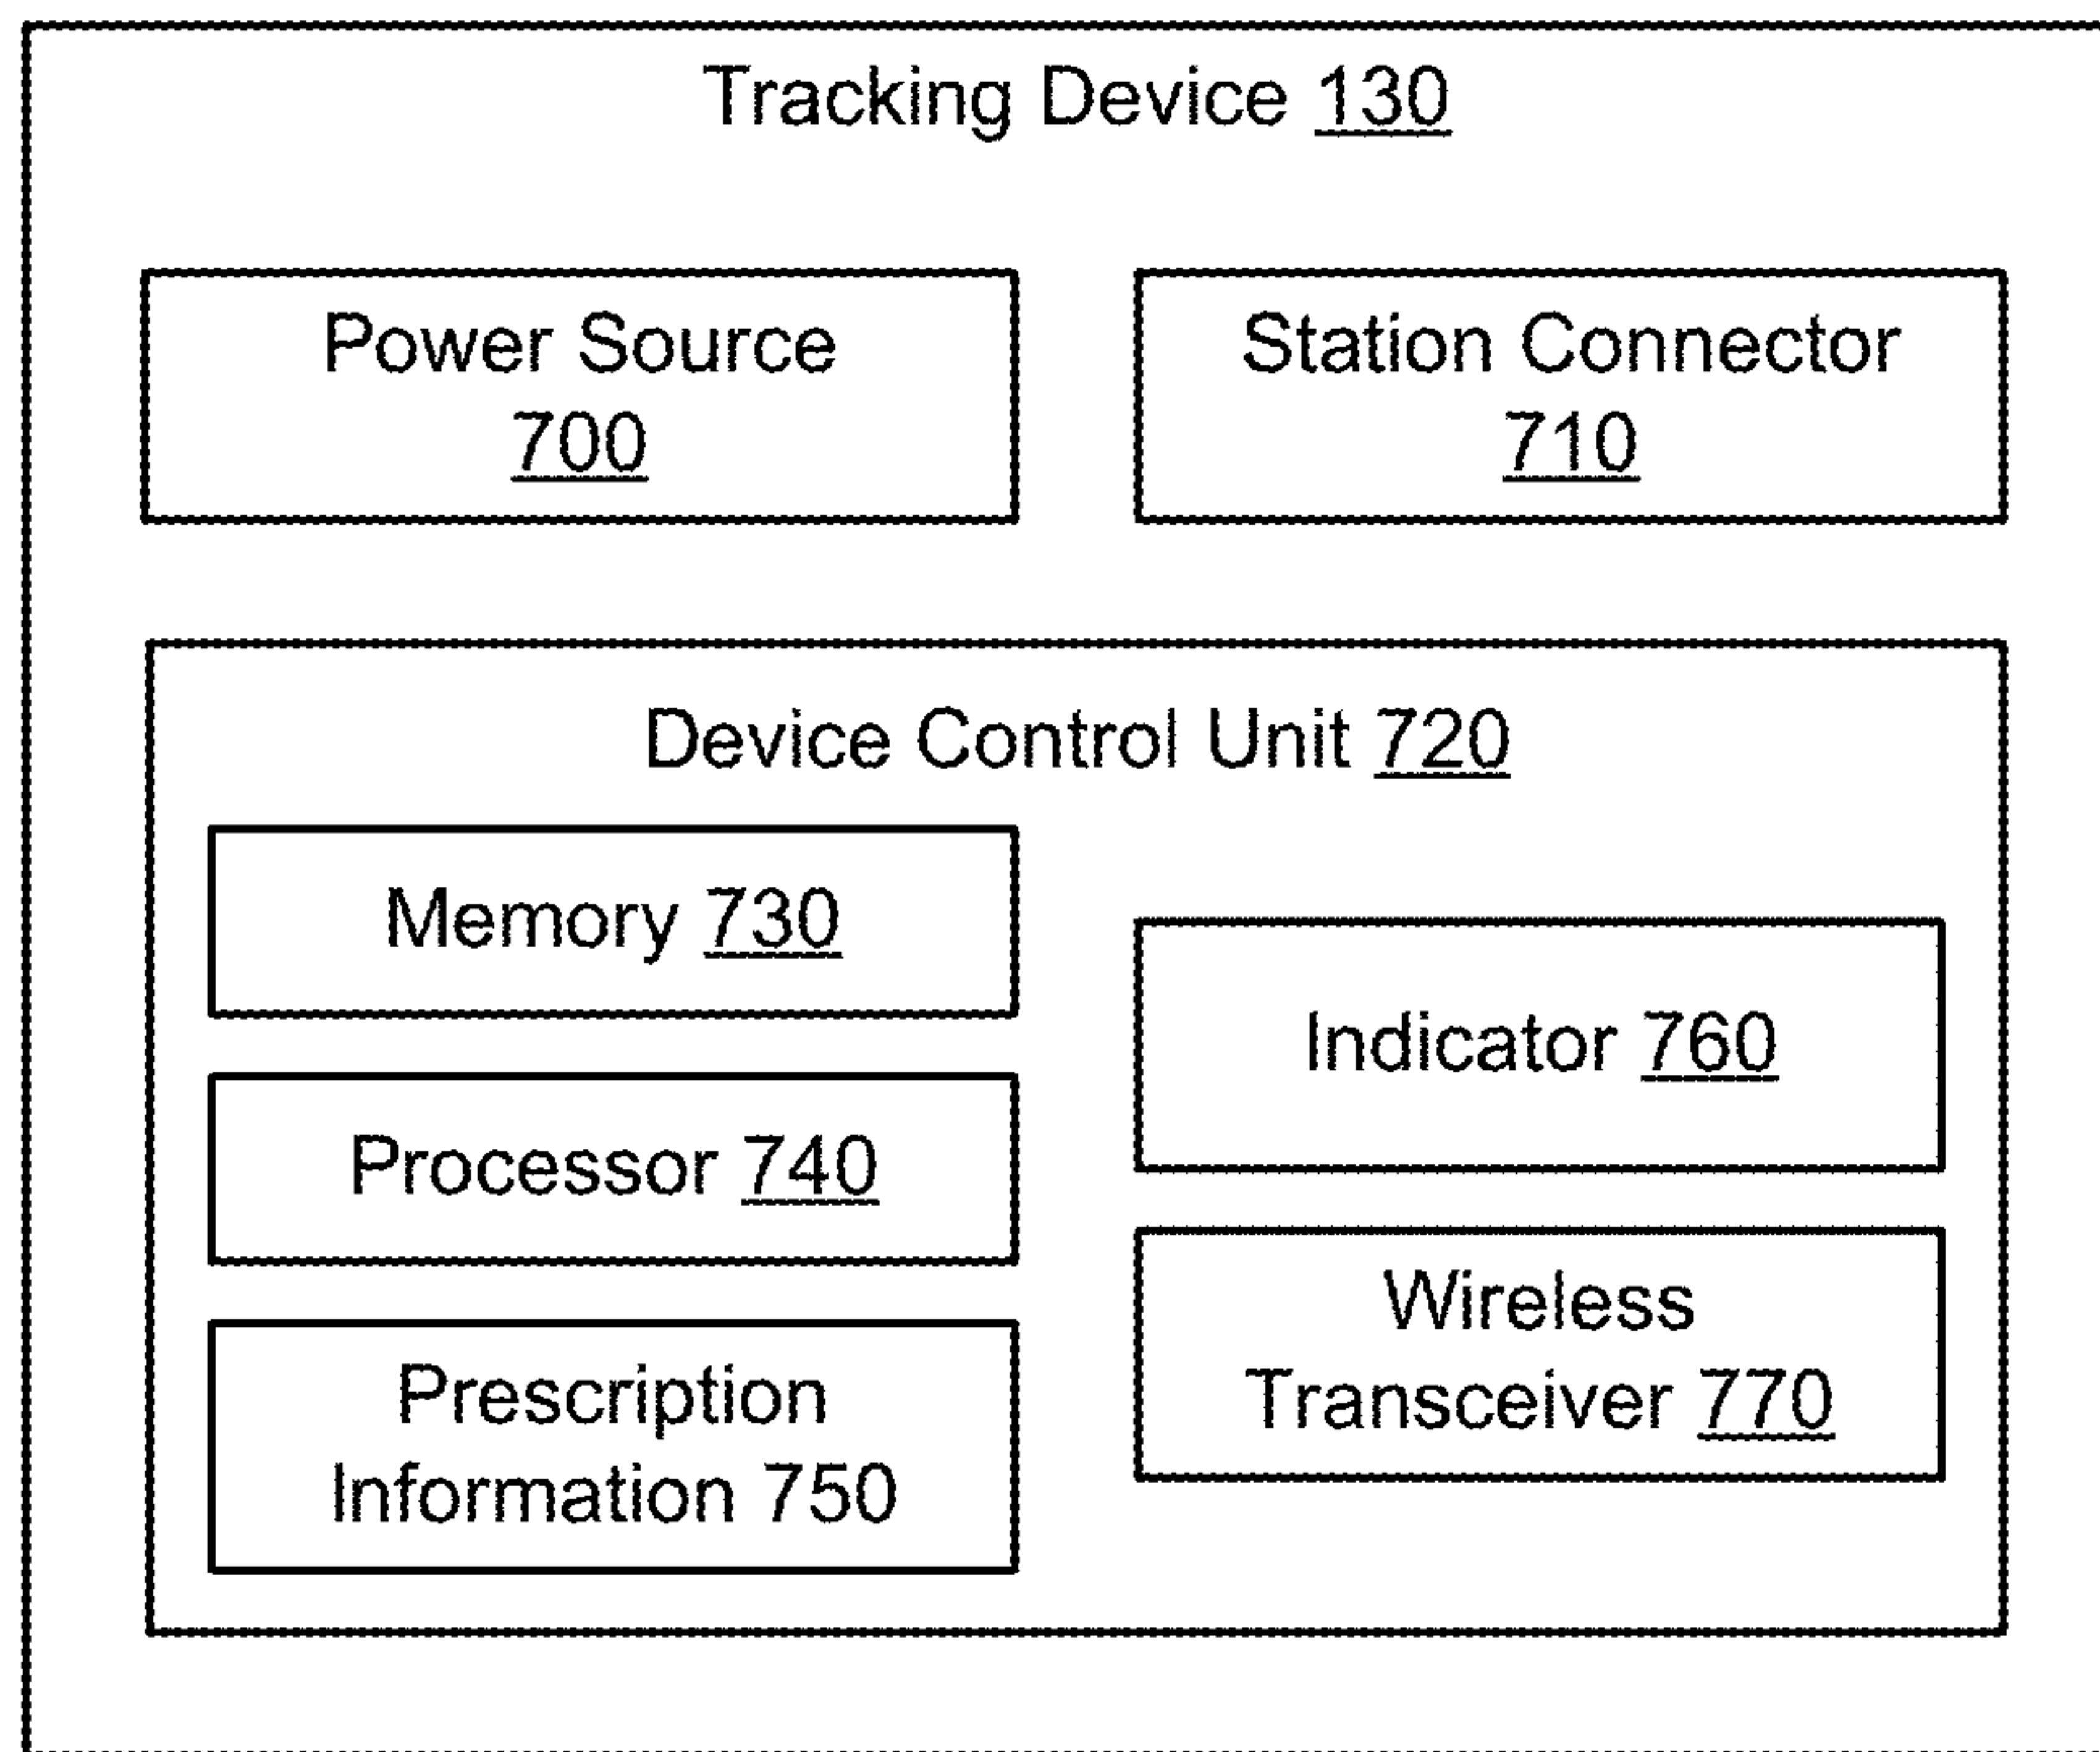 Tracking Device 130
Power Source
700
Station Connector
710
Device Control Unit 720
Memory 730
Processor 740
Prescription
Information 750
Indicator 760
Wireless
Transceiver 770